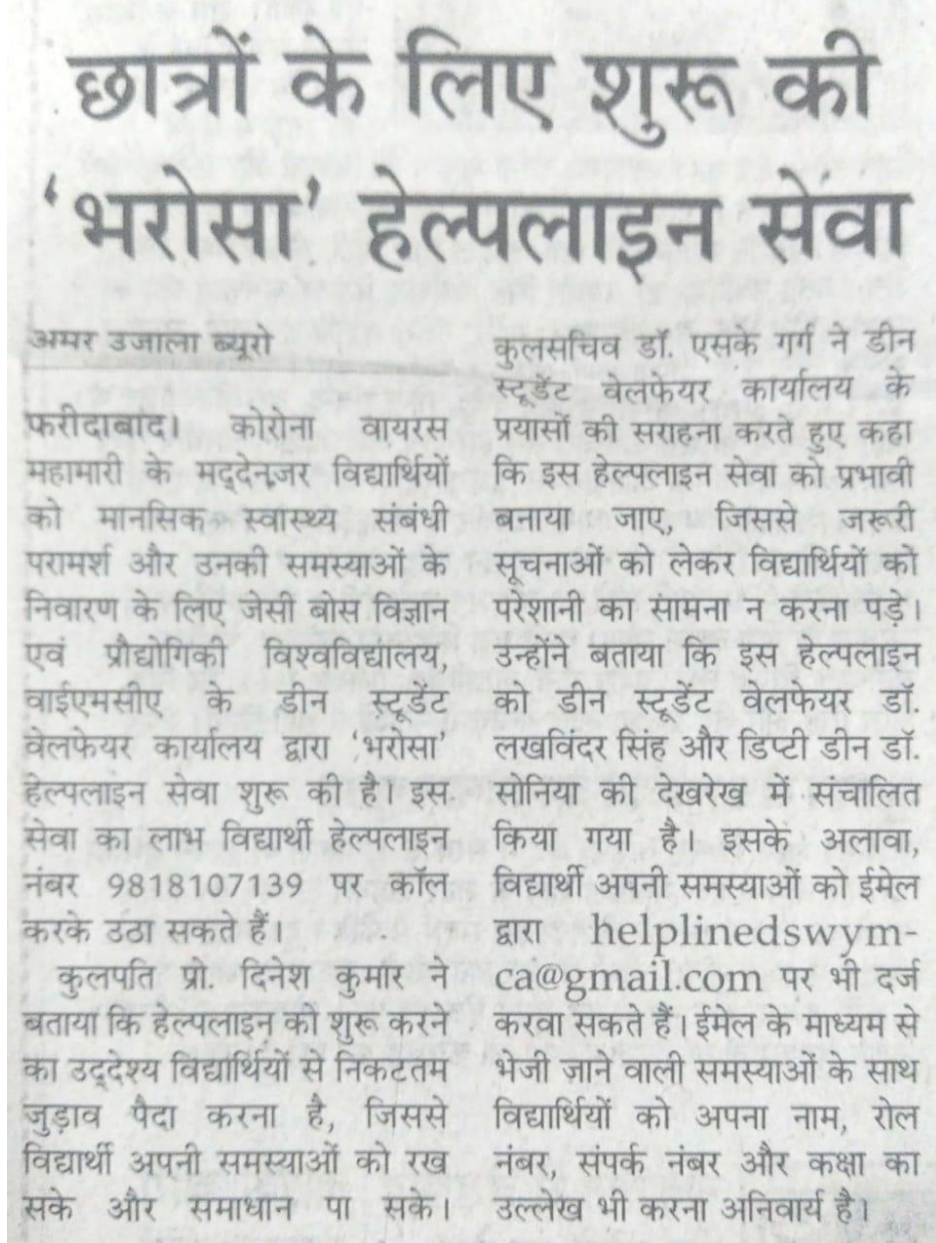 छात्रों के लिए शुरू की
‘भरोसा’ हेल्पलाइन सेवा
अमर उजाला ब्यूरो
फरीदाबाद। कोरोना वायरस
महामारी के मद्देनजर विद्यार्थियों
को मानसिक स्वास्थ्य संबंधी
परामर्श और उनकी समस्याओं के
निवारण के लिए जेसी बोस विज्ञान
एवं प्रौद्योगिकी विश्वविद्यालय,
वाईएमसीए के डीन स्टूडेंट
वेलफेयर कार्यालय द्वारा ‘भरोसा’
हेल्पलाइन सेवा शुरू की है। इस
सेवा का लाभ विद्यार्थी हेल्पलाइन
नंबर 9818107139 पर कॉल
करके उठा सकते हैं।
कुलपति प्रो. दिनेश कुमार ने
बताया कि हेल्पलाइन को शुरू करने
का उद्देश्य विद्यार्थियों से निकटतम
जुड़ाव पैदा करना है, जिससे
विद्यार्थी अपनी समस्याओं को रख
सके और समाधान पा सके।
कुलसचिव डॉ. एसके गर्ग ने डीन
स्टूडेंट वेलफेयर कार्यालय के
प्रयासों की सराहना करते हुए कहा
कि इस हेल्पलाइन सेवा को प्रभावी
बनाया जाए, जिससे जरूरी
सूचनाओं को लेकर विद्यार्थियों को
परेशानी का सामना न करना पड़े।
उन्होंने बताया कि इस हेल्पलाइन
को डीन स्टूडेंट वेलफेयर डॉ.
लखविंदर सिंह और डिप्टी डीन डॉ.
सोनिया की देखरेख में संचालित
किया गया है। इसके अलावा,
विद्यार्थी अपनी समस्याओं को ईमेल
द्वारा helplinedswym-
ca@gmail.com पर भी दर्ज
करवा सकते हैं। ईमेल के माध्यम से
भेजी जाने वाली समस्याओं के साथ
विद्यार्थियों को अपना नाम, रोल
नंबर, संपर्क नंबर और कक्षा का
उल्लेख भी करना अनिवार्य है।